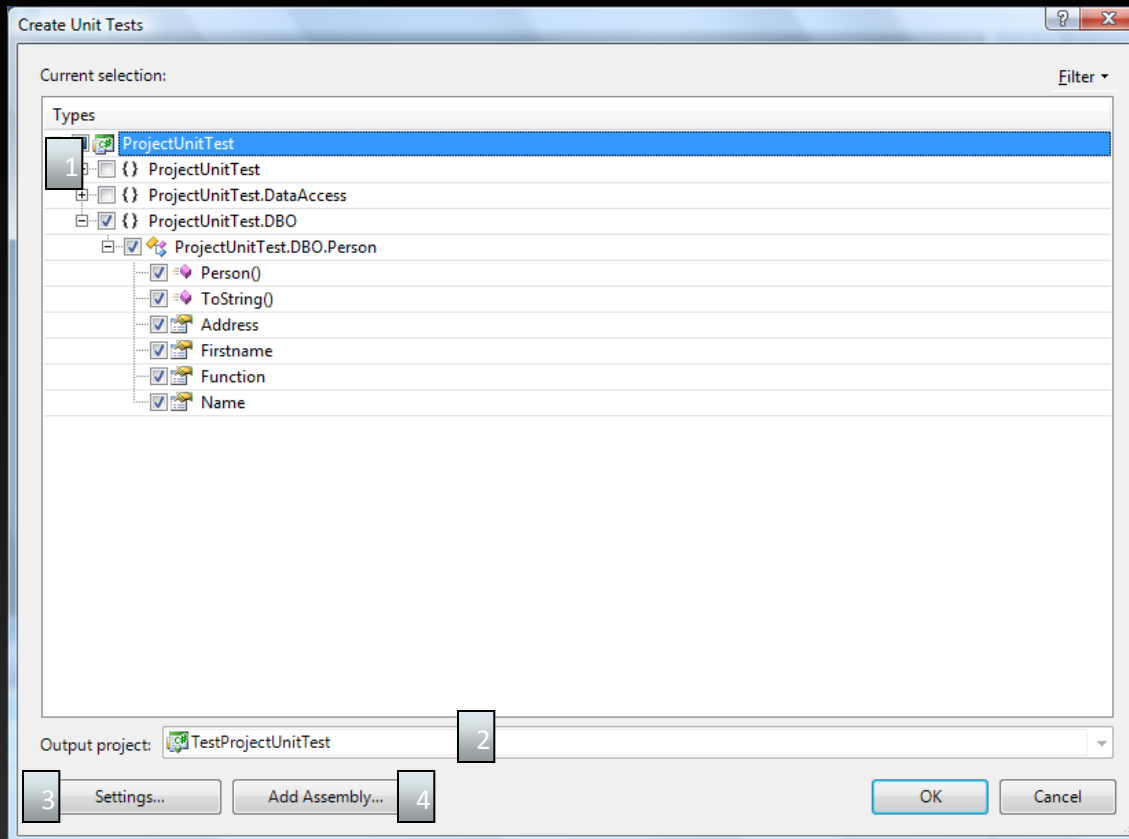 Create Unit Tests
Current selection:
Filter
Types
ProjectUnitTest
1
{} ProjectUnitTest
{} ProjectUnitTest.DataAccess
{} ProjectUnitTest.DBO
ProjectUnitTest.DBO.Person
Person()
ToString()
Address
Firstname
Function
Name
Output project: TestProjectUnitTest 2
3 Settings... Add Assembly... 4 OK Cancel